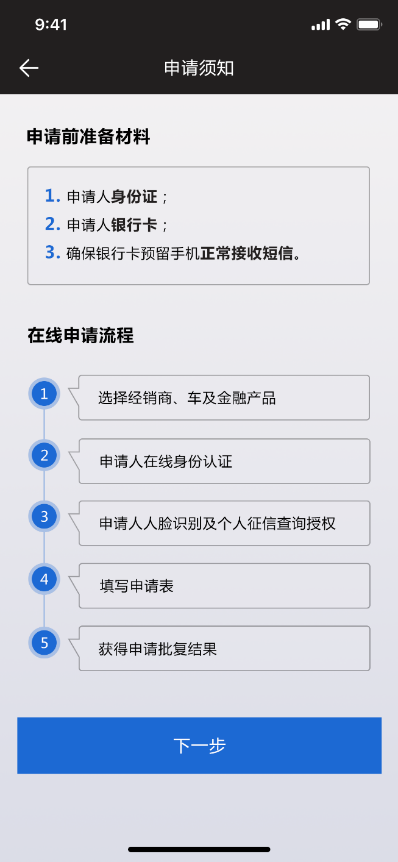 9:41
申请须知
申请前准备材料
1. 申请人身份证；
2. 申请人银行卡；
3. 确保银行卡预留手机正常接收短信。
在线申请流程
1 选择经销商、车及金融产品
2 申请人在线身份认证
3 申请人人脸识别及个人征信查询授权
4 填写申请表
5 获得申请批复结果
下一步